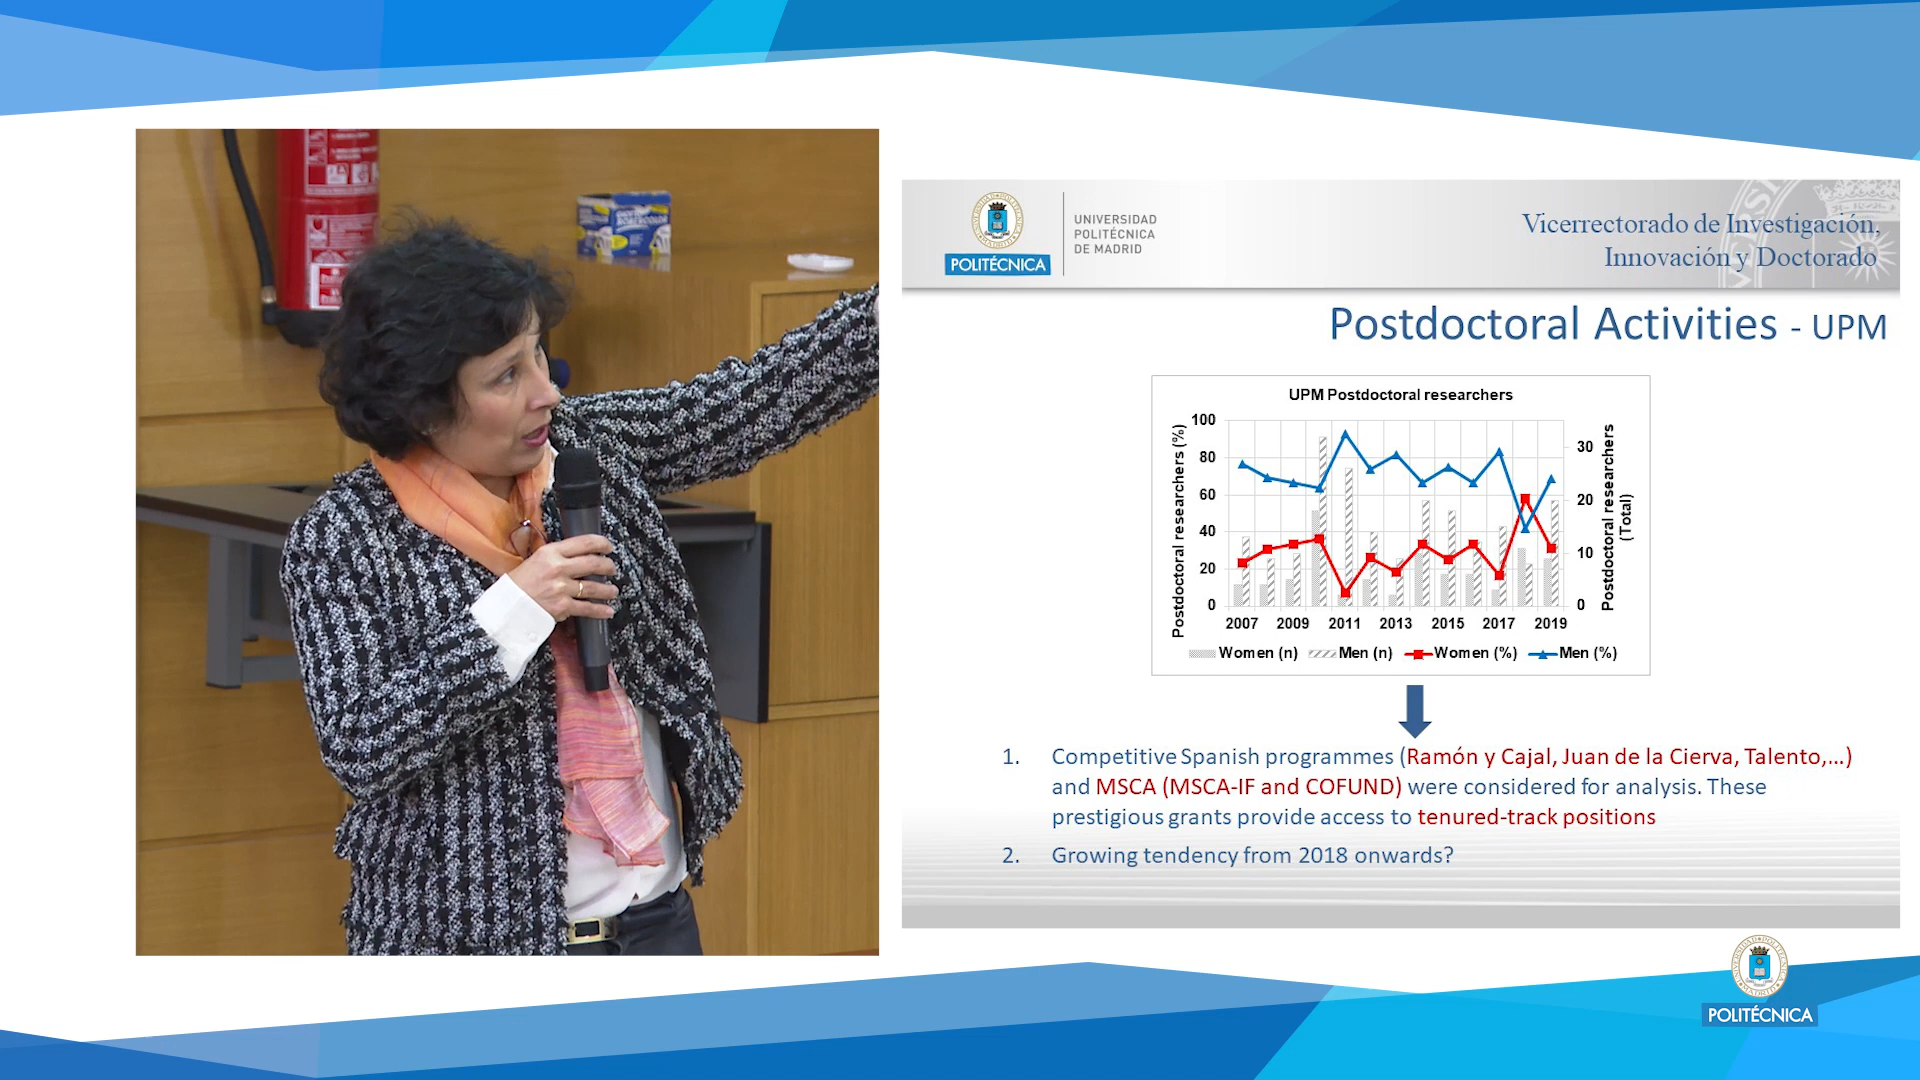 UNIVERSIDAD
POLITÉCNICA
DE MADRID
POLITÉCNICA
Vicerrectorado de Investigación,
Innovación y Doctorado
Postdoctoral Activities - UPM
UPM Postdoctoral researchers
Postdoctoral researchers (%)
100
80
60
40
20
0
30
20
10
0
Postdoctoral researchers
(Total)
2007 2009 2011 2013 2015 2017 2019
Women (n) Men (n) Women (%) Men (%)
1. Competitive Spanish programmes (Ramón y Cajal, Juan de la Cierva, Talento,...)
and MSCA (MSCA-IF and COFUND) were considered for analysis. These
prestigious grants provide access to tenured-track positions
2. Growing tendency from 2018 onwards?
POLITÉCNICA